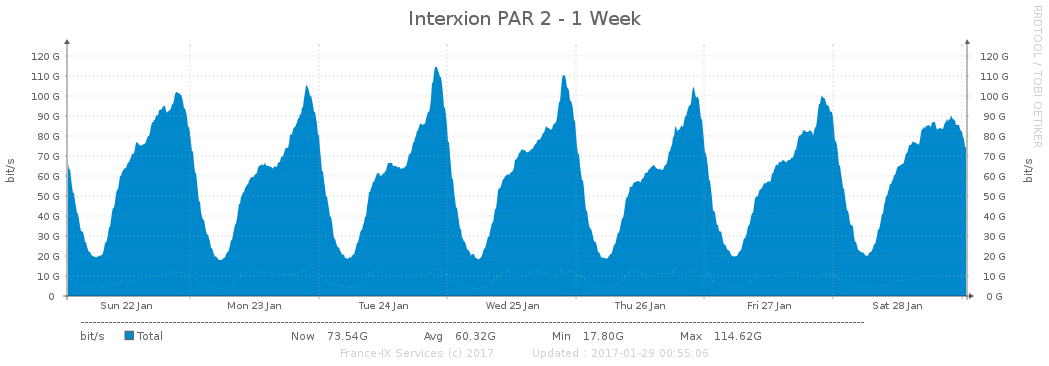 Interxion PAR 2 - 1 Week
RRDTOOL / TOBI OETIKER
120 G 120 G
110 G 110 G
100 G 100 G
90 G 90 G
80 G 80 G
70 G 70 G
60 G 60 G
50 G 50 G
40 G 40 G
30 G 30 G
20 G 20 G
10 G 10 G
0 0 G
bit/s
bit/s
Sun 22 Jan Mon 23 Jan Tue 24 Jan Wed 25 Jan Thu 26 Jan Fri 27 Jan Sat 28 Jan
bit/s Total Now 73.54G Avg 60.32G Min 17.80G Max 114.62G
France-IX Services (c) 2017 Updated : 2017-01-29 00:55:06